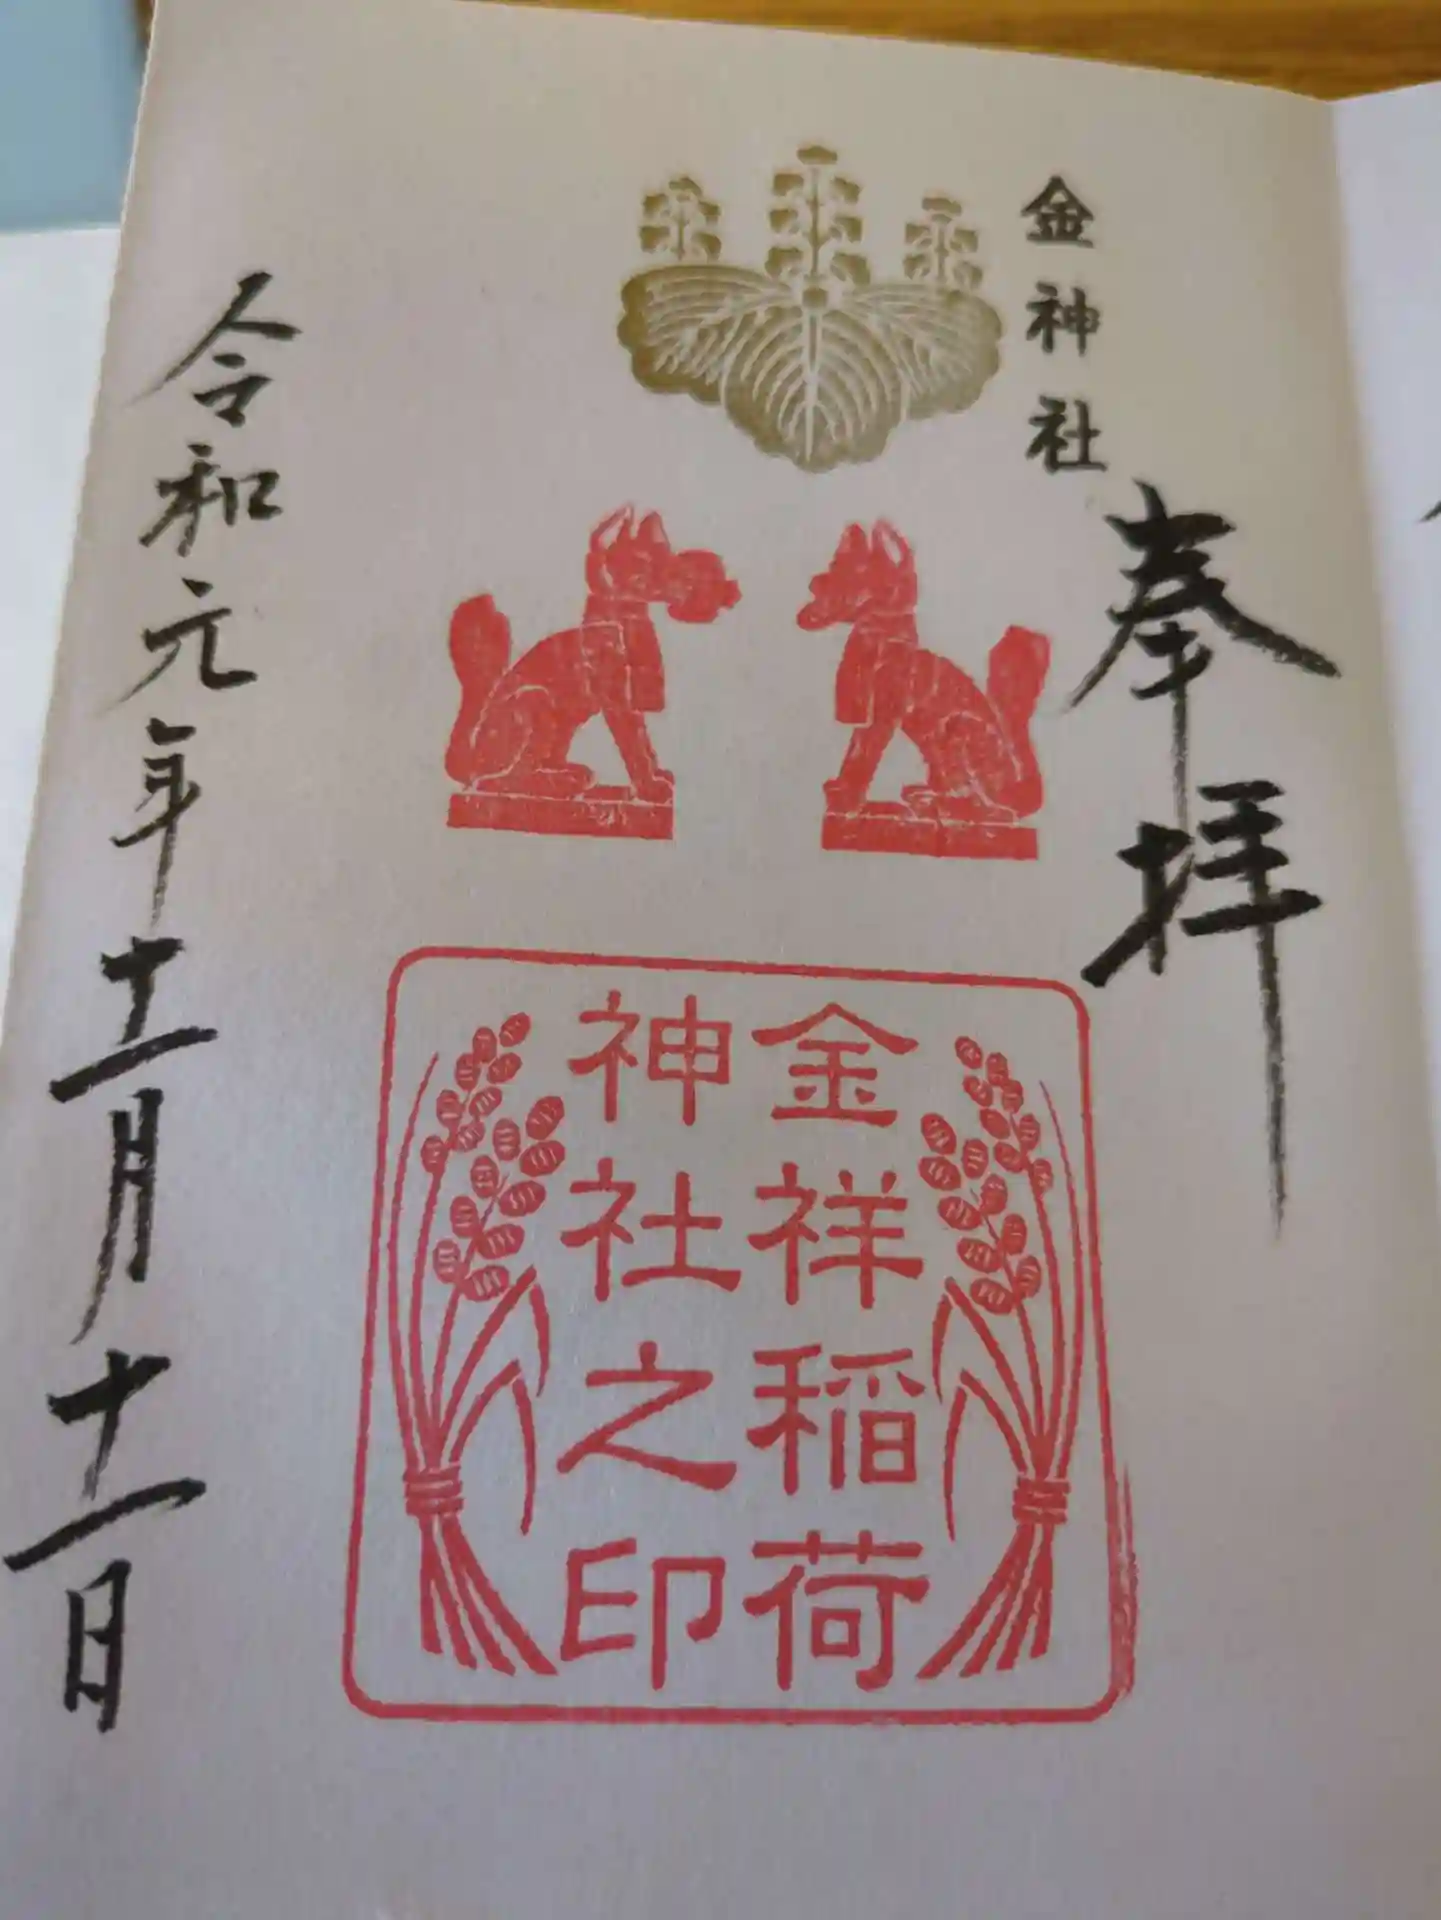 金神社
奉拝
金祥稲荷
神社之印
令和元年十一月十一日